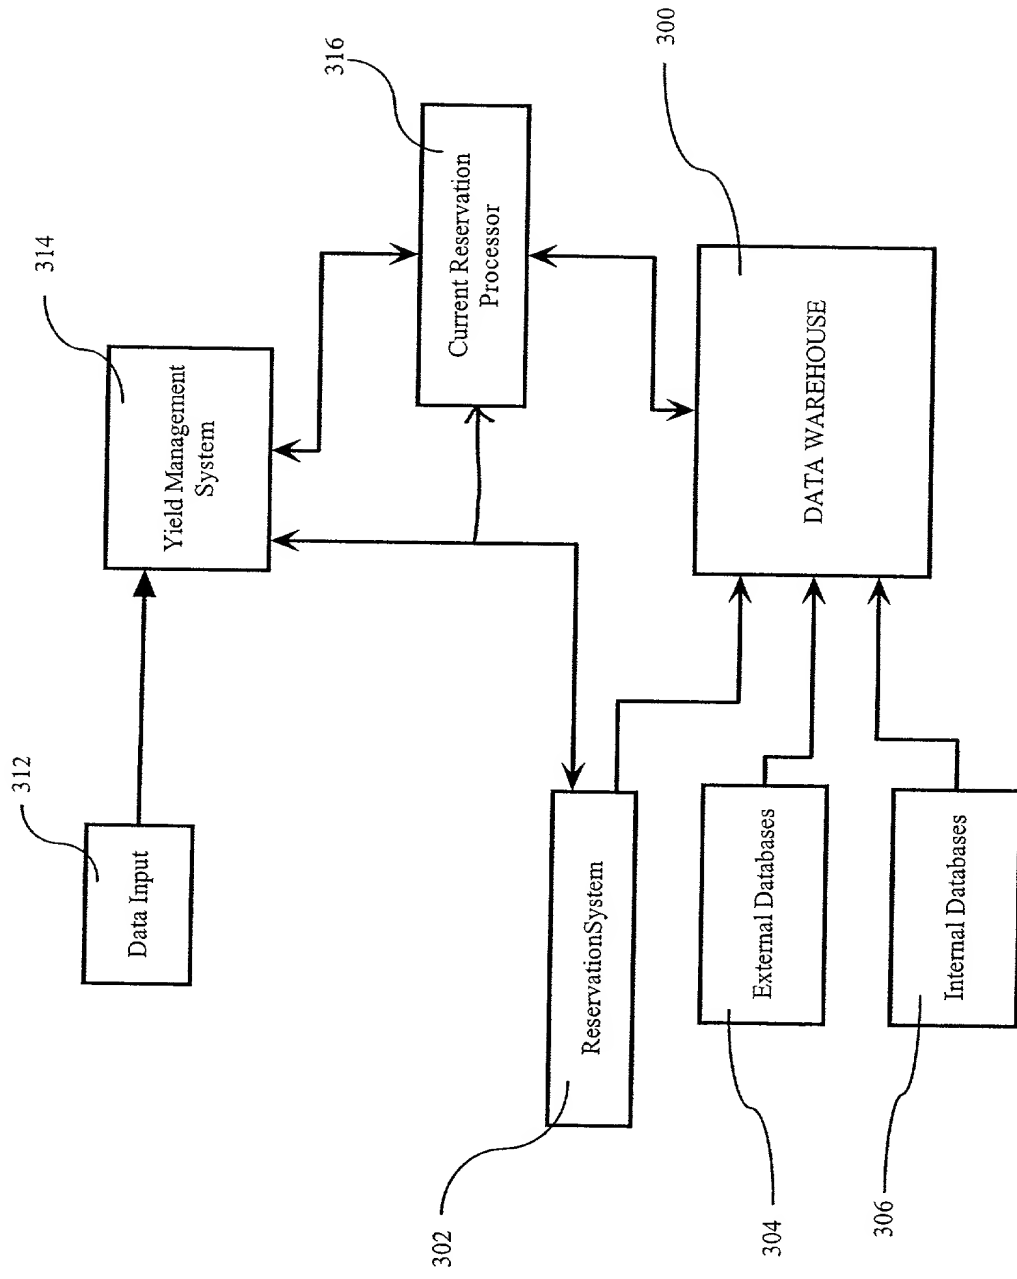 312
Data Input
314
Yield Management
System
316
Current Reservation
Processor
302
ReservationSystem
304
External Databases
306
Internal Databases
300
DATA WAREHOUSE